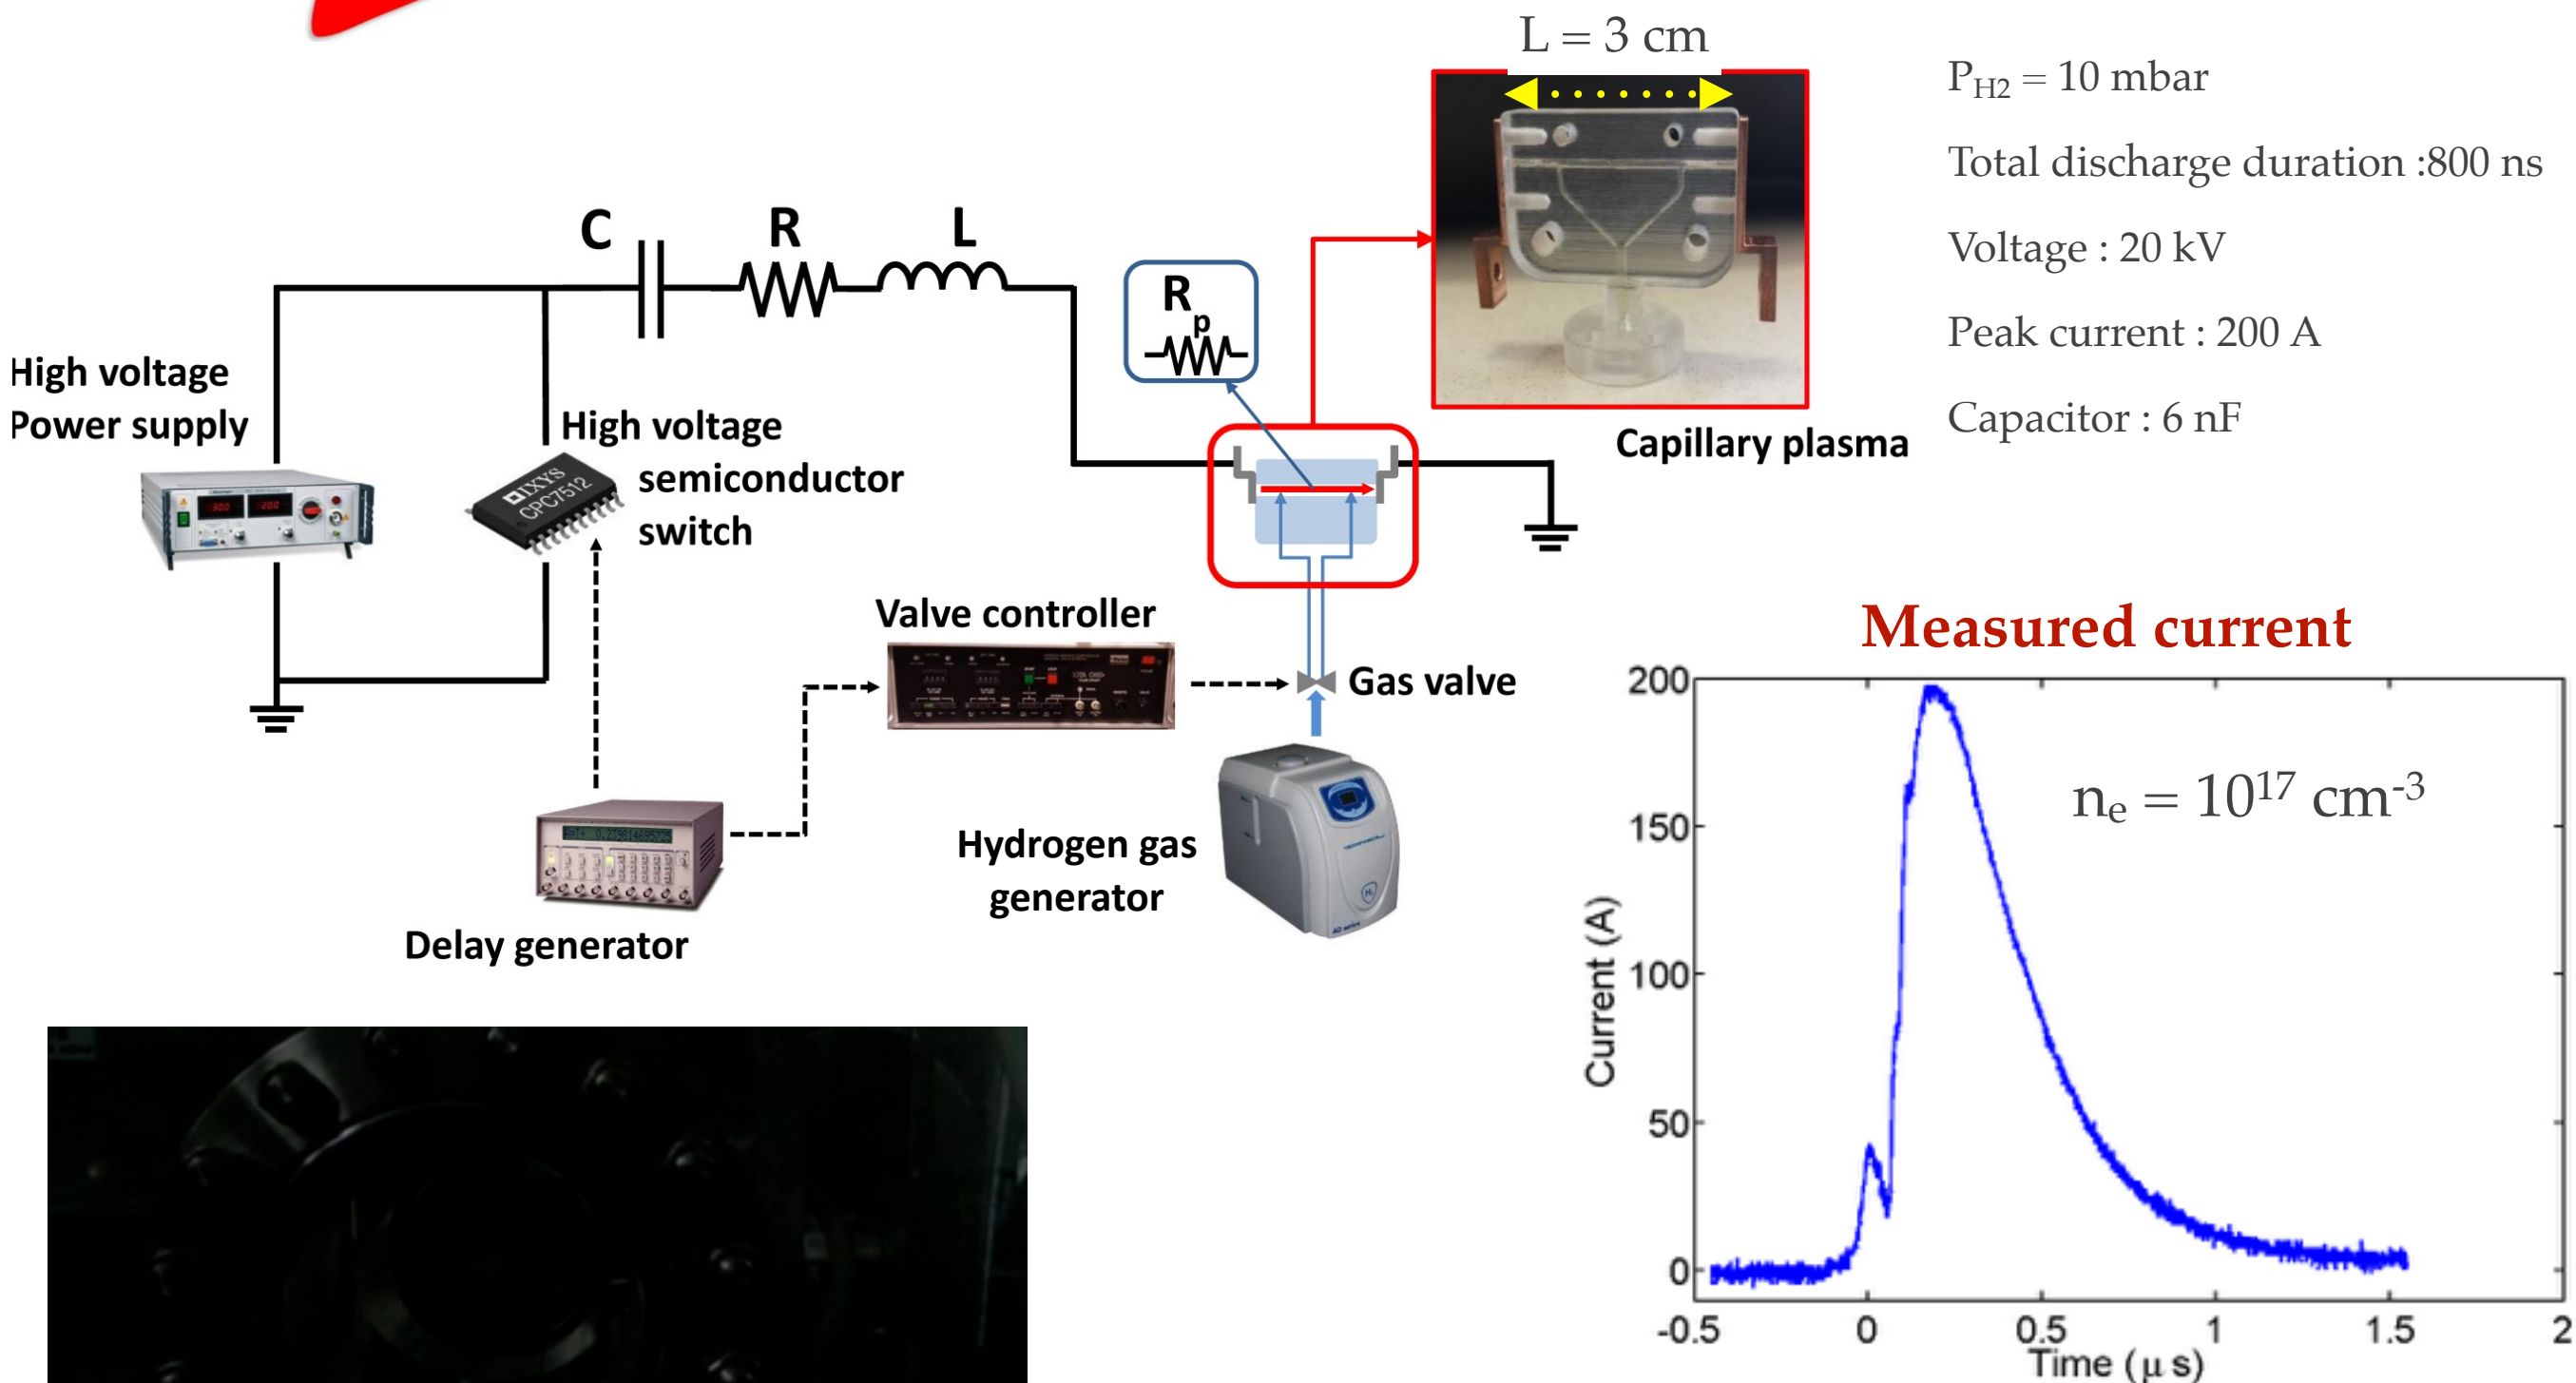 L = 3 cm
P_H2 = 10 mbar
Total discharge duration :800 ns
Voltage : 20 kV
Peak current : 200 A
Capacitor : 6 nF
C
R
L
R_p
High voltage
Power supply
High voltage
semiconductor
switch
IXYS
CPC7512
Capillary plasma
Valve controller
Gas valve
Hydrogen gas
generator
Delay generator
Measured current
n_e = 10^17 cm^-3
Current (A)
200
150
100
50
0
-0.5
0
0.5
1
1.5
2
Time (μ s)